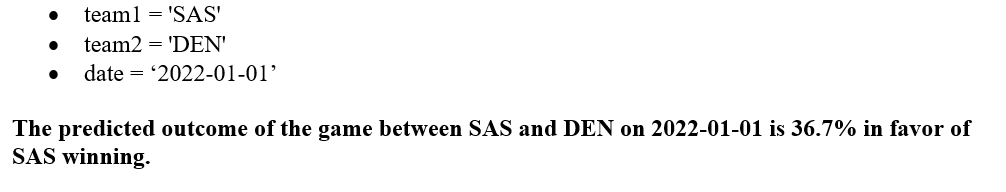 • team1 = 'SAS'
• team2 = 'DEN'
• date = ‘2022-01-01’
The predicted outcome of the game between SAS and DEN on 2022-01-01 is 36.7% in favor of
SAS winning.